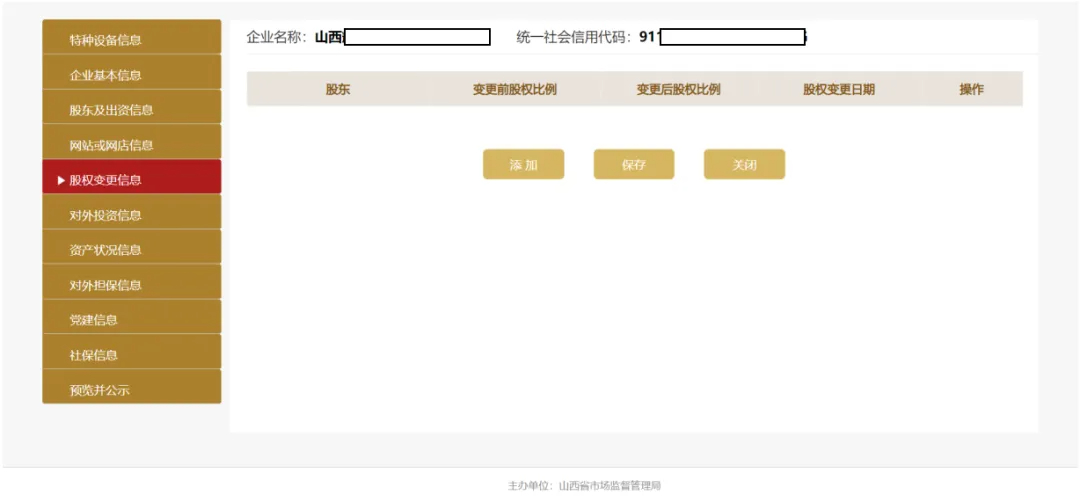 特种设备信息
企业基本信息
股东及出资信息
网站或网店信息
▶ 股权变更信息
对外投资信息
资产状况信息
对外担保信息
党建信息
社保信息
预览并公示
企业名称：山西 统一社会信用代码：911
股东 变更前股权比例 变更后股权比例 股权变更日期 操作
添 加 保存 关闭
主办单位：山西省市场监督管理局